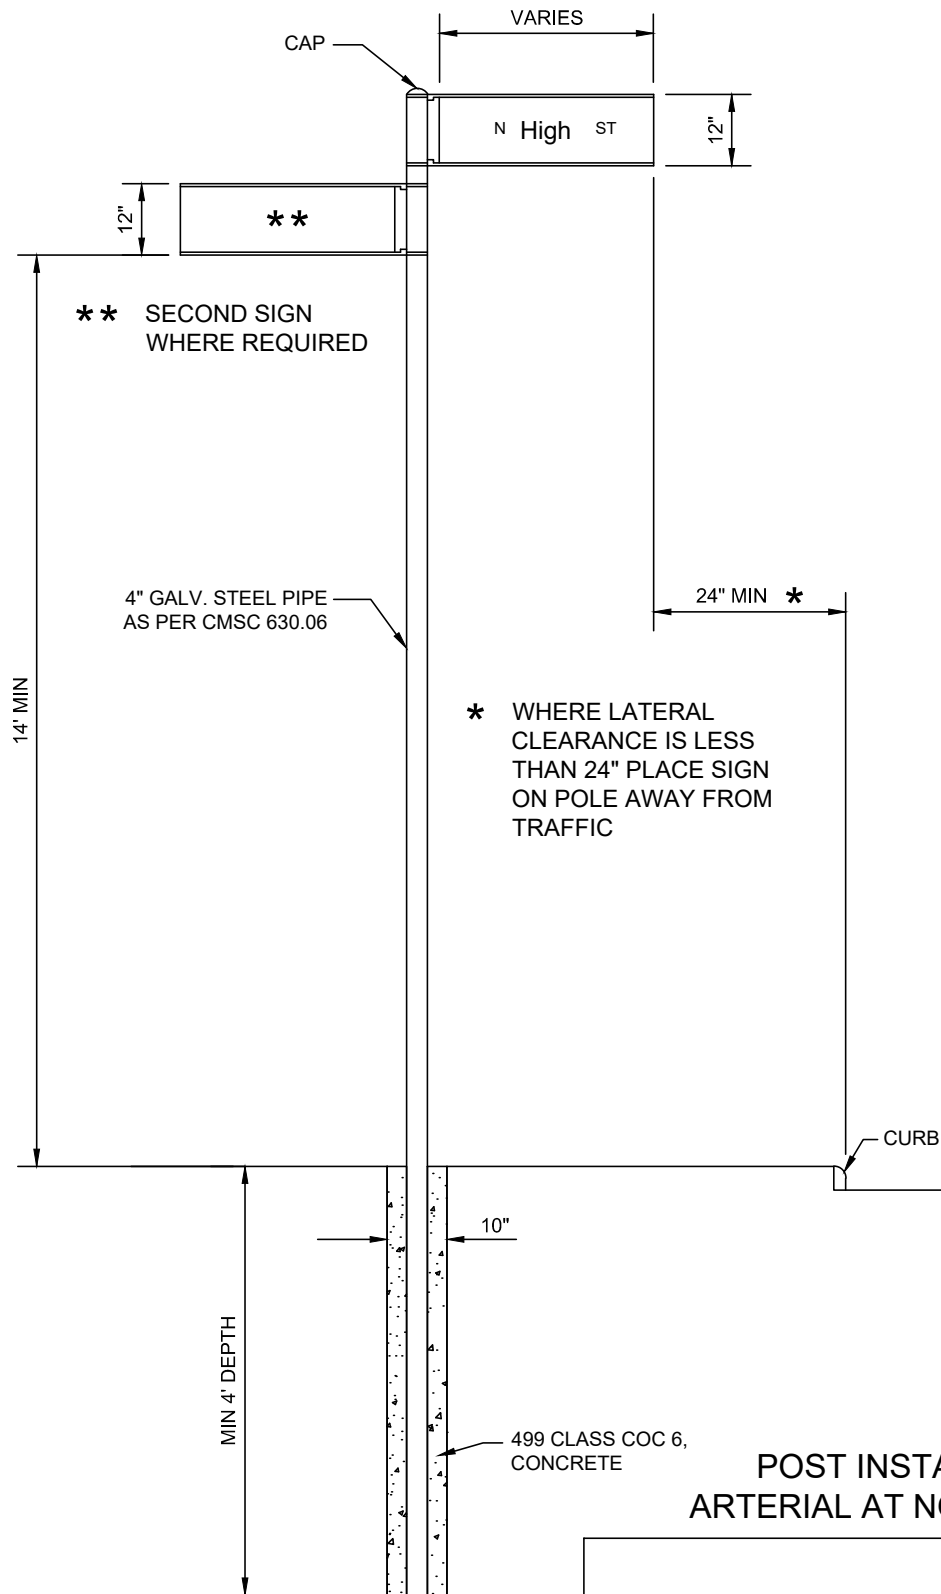 VARIES
CAP
N High ST
12"
12"
**
** SECOND SIGN
WHERE REQUIRED
4" GALV. STEEL PIPE
AS PER CMSC 630.06
24" MIN *
14' MIN
* WHERE LATERAL
CLEARANCE IS LESS
THAN 24" PLACE SIGN
ON POLE AWAY FROM
TRAFFIC
CURB
10"
MIN 4' DEPTH
499 CLASS COC 6,
CONCRETE
POST INSTA
ARTERIAL AT NO